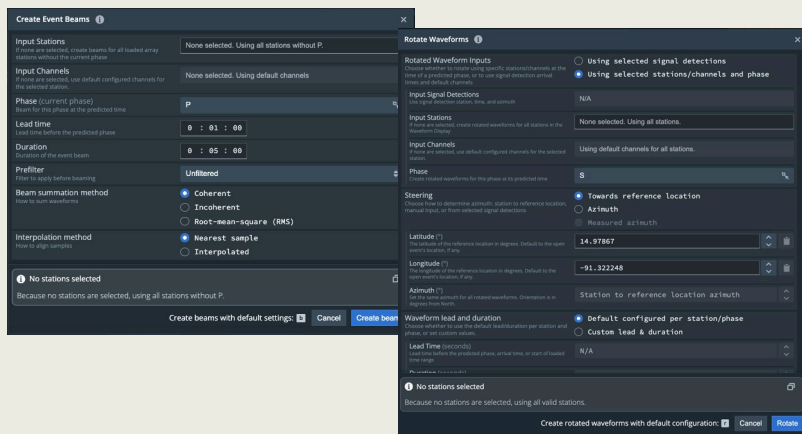 Create Event Beams
Input Stations
If none are selected, create beams for all loaded array
stations without the current phase
None selected. Using all stations without P.
Input Channels
If none are selected, use default configured channels for
the selected station.
None selected. Using default channels
Phase (current phase)
Beam for this phase at the predicted time
P
Lead time
Lead time before the predicted phase
0 : 01 : 00
Duration
Duration of the event beam
0 : 05 : 00
Prefilter
Filter to apply before beaming
Unfiltered
Beam summation method
How to sum waveforms
Coherent
Incoherent
Root-mean-square (RMS)
Interpolation method
How to align samples
Nearest sample
Interpolated
No stations selected
Because no stations are selected, using all stations without P.
Create beams with default settings: b Cancel Create beam
Rotate Waveforms
Rotated Waveform Inputs
Choose whether to rotate using specific stations/channels at the
time of a predicted phase, or to use signal detection arrival
times and default channels
Using selected signal detections
Using selected stations/channels and phase
Input Signal Detections
Use signal detection station, time, and azimuth
N/A
Input Stations
If none are selected, create rotated waveforms for all stations in the
Waveform Display
None selected. Using all stations.
Input Channels
If none are selected, use default configured channels for the selected
station.
Using default channels for all stations.
Phase
Create rotated waveforms for this phase at its predicted time
S
Steering
Choose how to determine azimuth: station to reference location,
manual input, or from selected signal detections
Towards reference location
Azimuth
Measured azimuth
Latitude (°)
The latitude of the reference location in degrees. Default to the open
event's location, if any
14.97867
Longitude (°)
The longitude of the reference location in degrees. Default to the
open event's location, if any
-91.322248
Azimuth (°)
Set the same azimuth for all rotated waveforms. Orientation is in
degrees from North.
Station to reference location azimuth
Waveform lead and duration
Choose whether to use the default lead/duration per station and
phase, or set custom values.
Default configured per station/phase
Custom lead & duration
Lead Time (seconds)
Lead time before the predicted phase, arrival time, or start of loaded
time range
N/A
Duration (seconds)
No stations selected
Because no stations are selected, using all valid stations.
Create rotated waveforms with default configuration: r Cancel Rotate